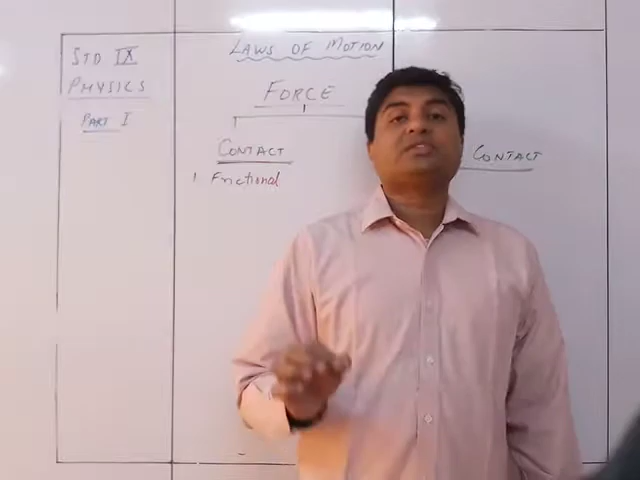 STD IX
PHYSICS
PART I
LAWS OF MOTION
FORCE
CONTACT
1. Frictional
CONTACT